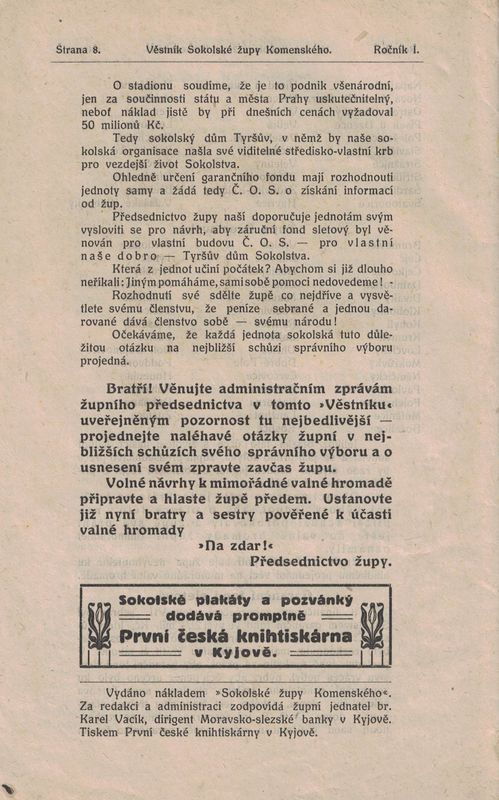 Strana 8. Věstník Sokolské župy Komenského. Ročník I.
O stadionu soudíme, že je to podnik všenárodní,
jen za součinnosti státu a města Prahy uskutečnitelný,
neboť náklad jistě by při dnešních cenách vyžadoval
50 milionů Kč.
Tedy sokolský dům Tyršův, v němž by naše so-
kolská organisace našla své viditelné středisko-vlastní krb
pro vezdejší život Sokolstva.
Ohledně určení garančního fondu mají rozhodnouti
jednoty samy a žádá tedy Č. O. S. o získání informací
od žup.
Předsednictvo župy naší doporučuje jednotám svým
vysloviti se pro návrh, aby záruční fond sletový byl vě-
nován pro vlastní budovu Č. O. S. — pro vlastní
naše dobro — Tyršův dům Sokolstva.
Která z jednot učiní počátek? Abychom si již dlouho
neříkali: Jiným pomáháme, sami sobě pomoci nedovedeme! -
Rozhodnutí své sdělte župě co nejdříve a vysvě-
tlete svému členstvu, že peníze sebrané a jednou da-
rované dává členstvo sobě — svému národu!
Očekáváme, že každá jednota sokolská tuto důle-
žitou otázku na nejbližší schůzi správního výboru
projedná.
Bratří! Věnujte administračním zprávám
župního předsednictva v tomto »Věstníku«
uveřejněným pozornost tu nejbedlivější —
projednejte naléhavé otázky župní v nej-
bližších schůzích svého správního výboru a o
usnesení svém zpravte zavčas župu.
Volné návrhy k mimořádné valné hromadě
připravte a hlaste župě předem. Ustanovte
již nyní bratry a sestry pověřené k účasti
valné hromady
»Na zdar!«
Předsednictvo župy.
Sokolské plakáty a pozvánky
dodává promptně
První česká knihtiskárna
v Kyjově.
Vydáno nákladem »Sokolské župy Komenského«.
Za redakci a administraci zodpovídá župní jednatel br.
Karel Vacík, dirigent Moravsko-slezské banky v Kyjově.
Tiskem První české knihtiskárny v Kyjově.